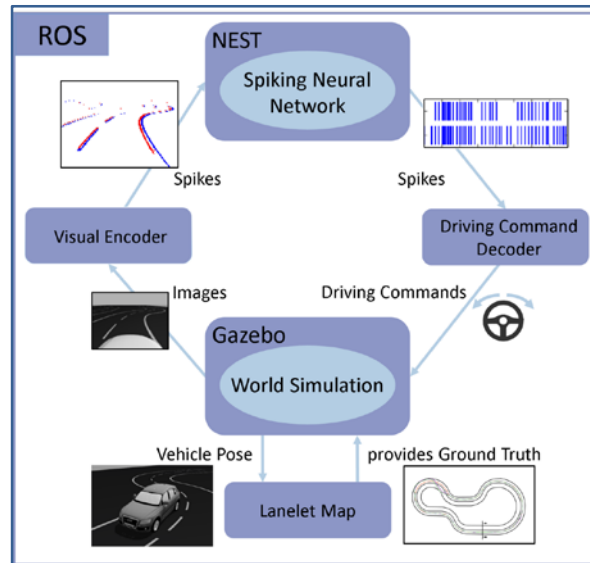 ROS
NEST
Spiking Neural
Network
Spikes
Spikes
Visual Encoder
Driving Command
Decoder
Images
Driving Commands
Gazebo
World Simulation
Vehicle Pose
provides Ground Truth
Lanelet Map